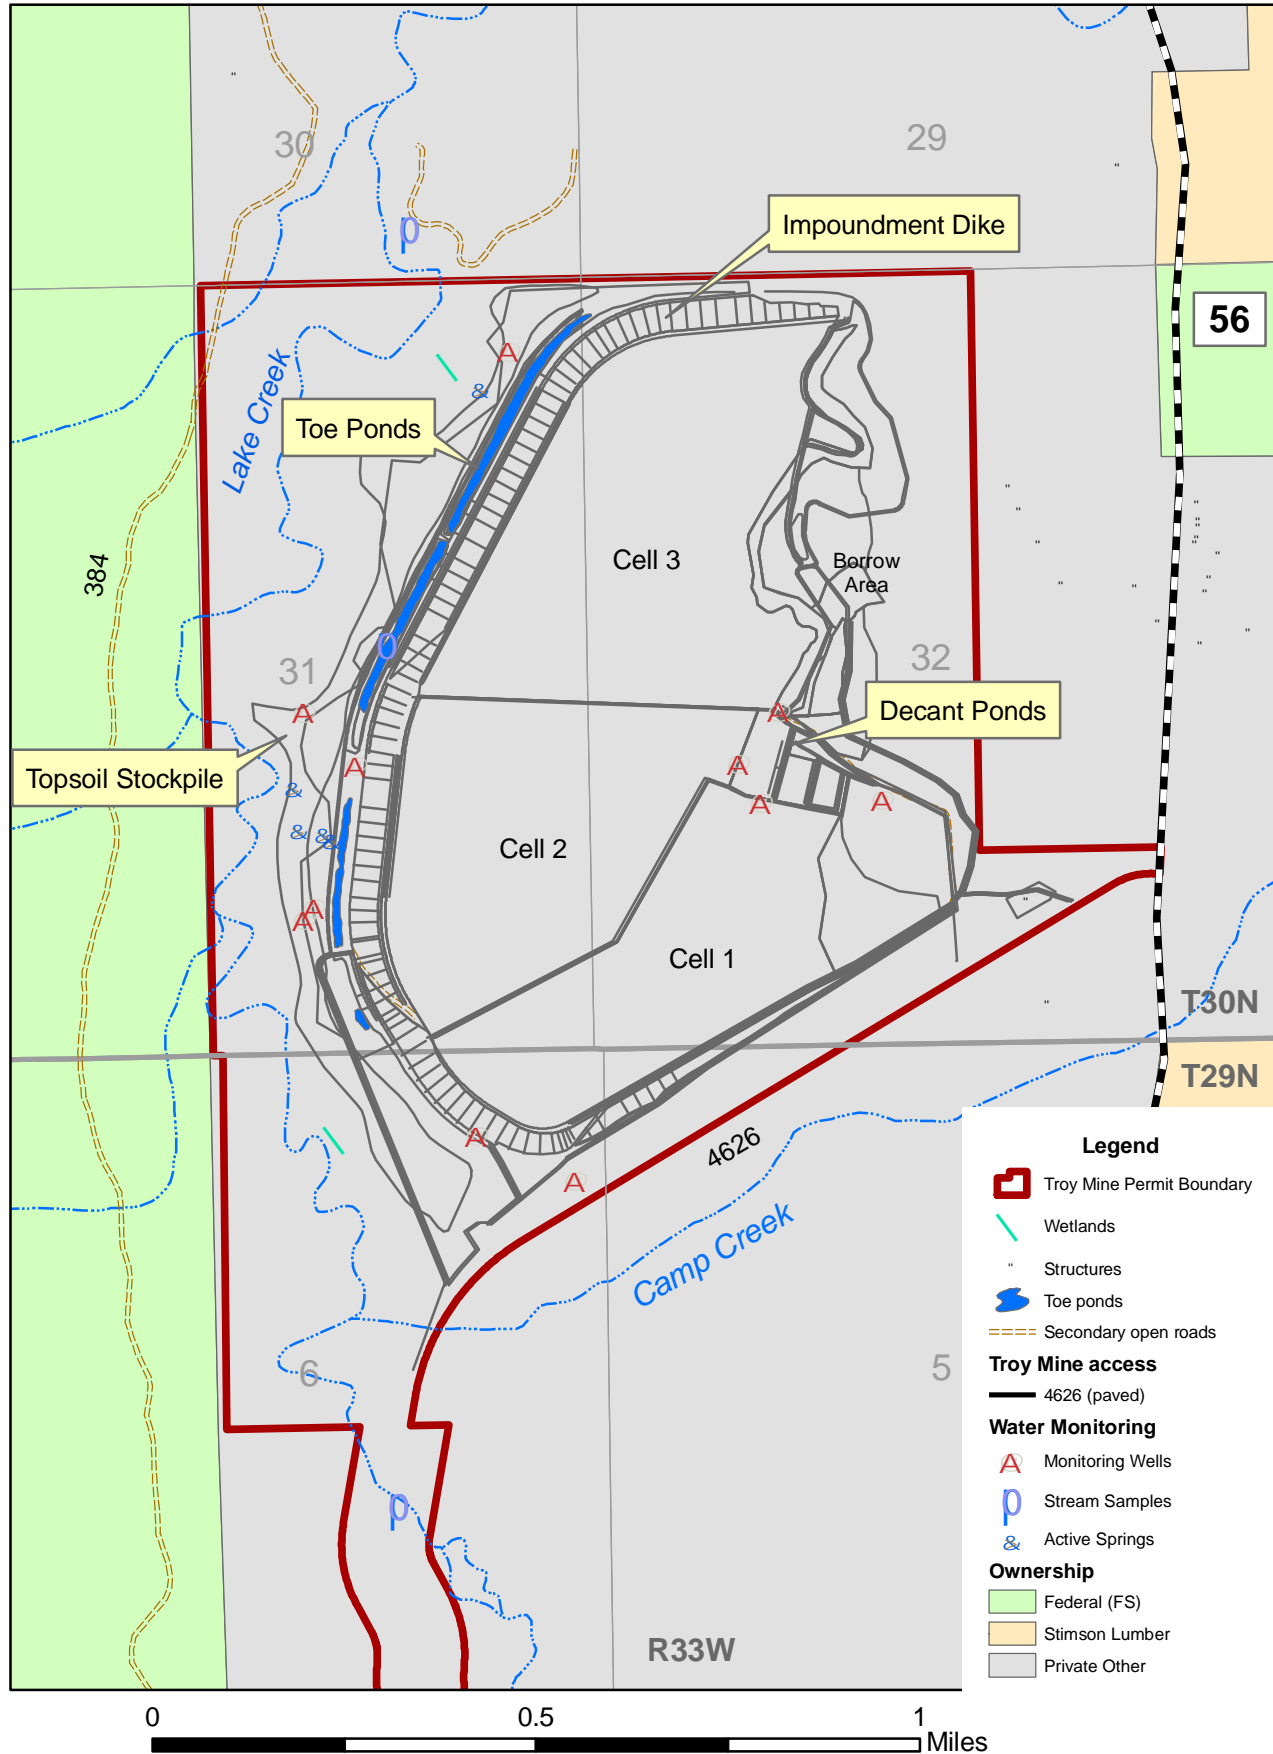 30
29
Impoundment Dike
56
Lake Creek
Toe Ponds
384
Cell 3
Borrow
Area
31
32
Decant Ponds
Topsoil Stockpile
Cell 2
Cell 1
T30N
T29N
4626
Camp Creek
6
5
R33W
Legend
Troy Mine Permit Boundary
Wetlands
Structures
Toe ponds
Secondary open roads
Troy Mine access
4626 (paved)
Water Monitoring
A Monitoring Wells
p Stream Samples
& Active Springs
Ownership
Federal (FS)
Stimson Lumber
Private Other
0 0.5 1
Miles